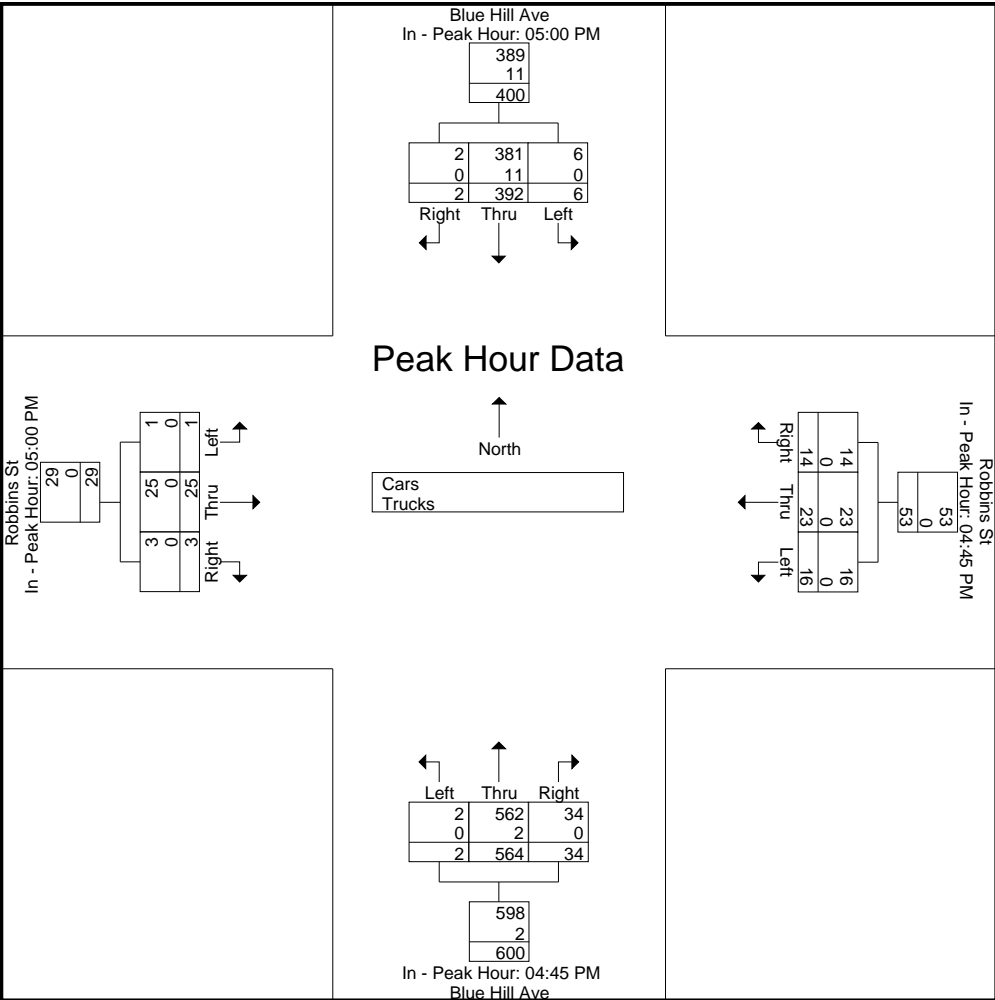 Blue Hill Ave
In - Peak Hour: 05:00 PM
389
11
400
2 381 6
0 11 0
2 392 6
Right Thru Left
Peak Hour Data
North
Cars
Trucks
Robbins St
In - Peak Hour: 05:00 PM
29
0
29
1 0 1
25 0 25
3 0 3
Left
Thru
Right
Robbins St
In - Peak Hour: 04:45 PM
53
0
53
14 0 14
23 0 23
16 0 16
Right
Thru
Left
Left Thru Right
2 562 34
0 2 0
2 564 34
598
2
600
In - Peak Hour: 04:45 PM
Blue Hill Ave